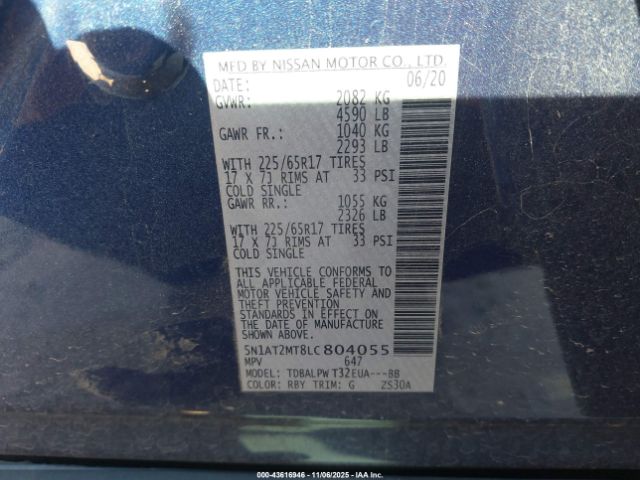 MFD BY NISSAN MOTOR CO., LTD.
DATE: 06/20
GVWR: 2082 KG
4590 LB
GAWR FR.: 1040 KG
2293 LB
WITH 225/65R17 TIRES
17 X 7J RIMS AT 33 PSI
COLD SINGLE
GAWR RR.: 1055 KG
2326 LB
WITH 225/65R17 TIRES
17 X 7J RIMS AT 33 PSI
COLD SINGLE
THIS VEHICLE CONFORMS TO
ALL APPLICABLE FEDERAL
MOTOR VEHICLE SAFETY AND
THEFT PREVENTION
STANDARDS IN EFFECT ON
THE DATE OF MANUFACTURE
SHOWN ABOVE.
5N1AT2MT8LC804055
MPV 647
MODEL: TDBALPW T32EUA---BB
COLOR: RBY TRIM: G ZS30A
000-43616946 - 11/06/2025 - IAA Inc.